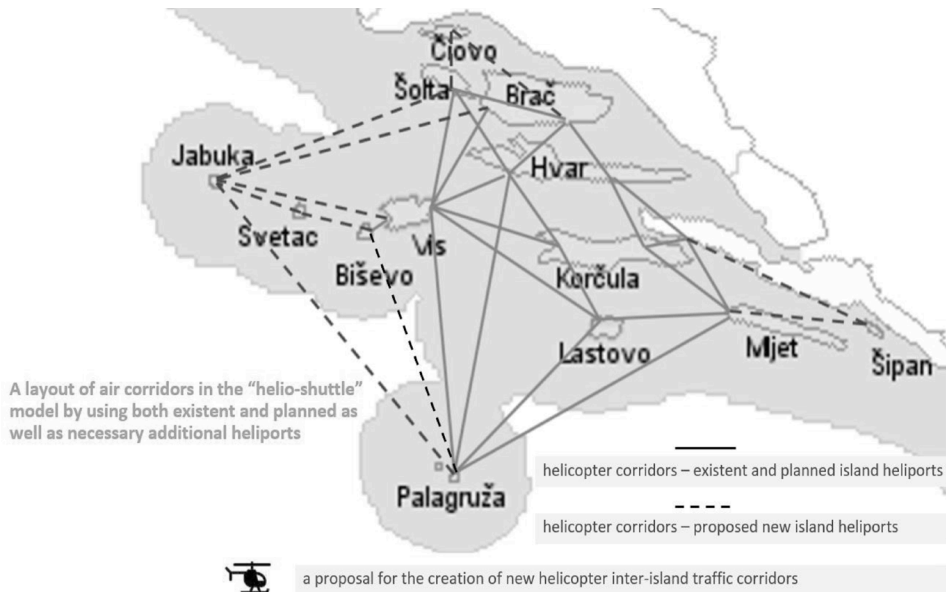 Čiovo
Šolta
Brač
Jabuka
Hvar
Svetac
Vis
Biševo
Korčula
Lastovo
Mljet
Šipan
A layout of air corridors in the “helio-shuttle”
model by using both existent and planned as
well as necessary additional heliports
Palagruža
helicopter corridors – existent and planned island heliports
helicopter corridors – proposed new island heliports
a proposal for the creation of new helicopter inter-island traffic corridors